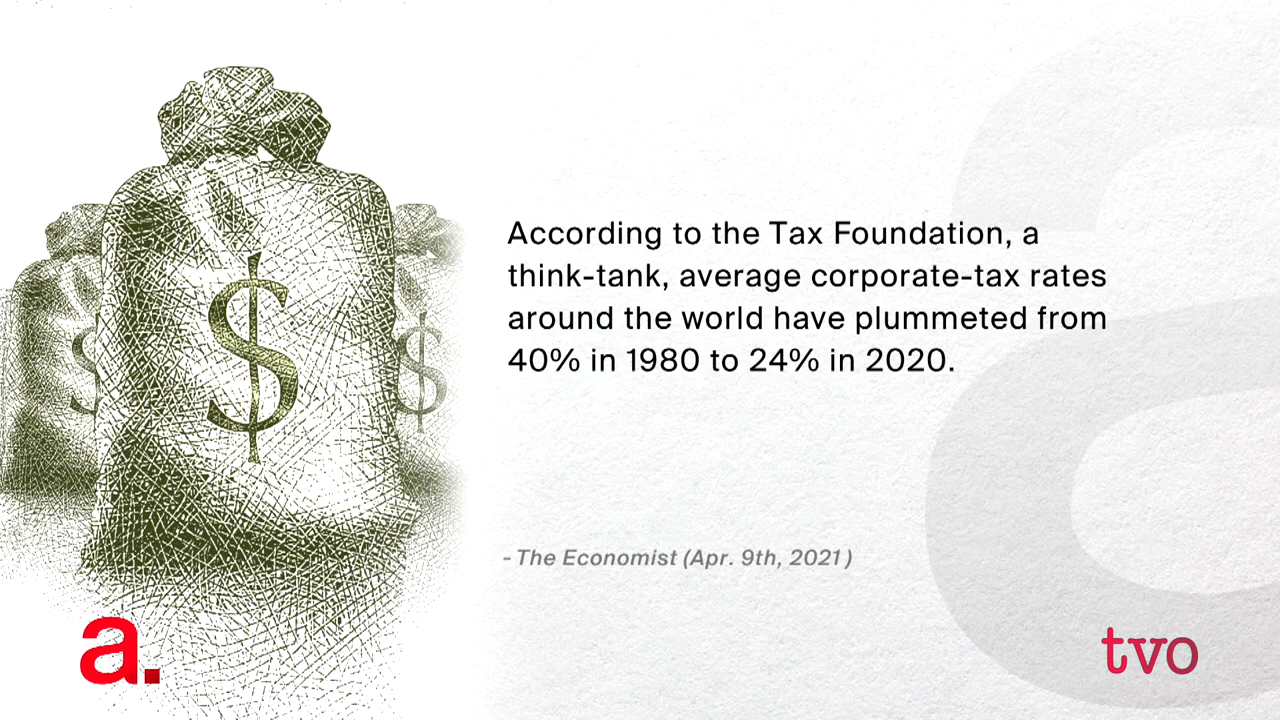 $ $ $
According to the Tax Foundation, a
think-tank, average corporate-tax rates
around the world have plummeted from
40% in 1980 to 24% in 2020.
- The Economist (Apr. 9th, 2021)
a.
tvo